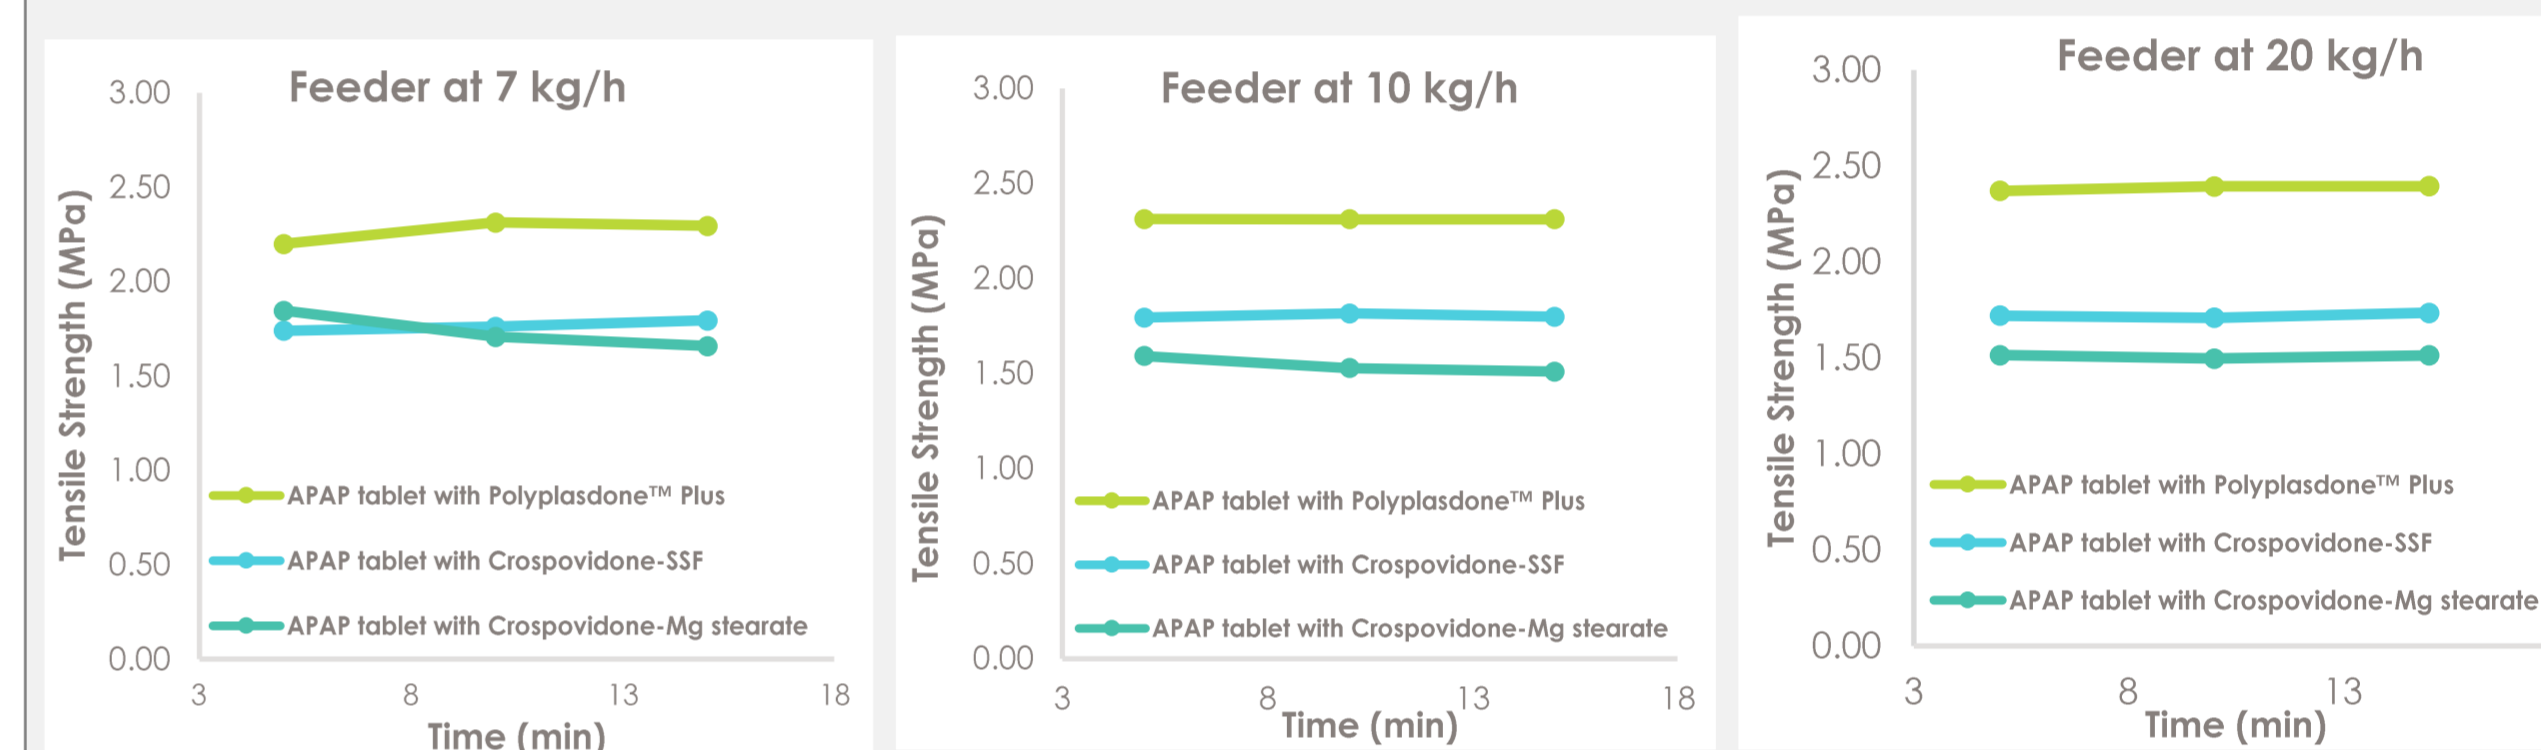 Feeder at 7 kg/h
3.00
2.50
2.00
1.50
1.00
0.50
0.00
Tensile Strength (MPa)
APAP tablet with Polyplasdone™ Plus
APAP tablet with Crospovidone-SSF
APAP tablet with Crospovidone-Mg stearate
3 8 13 18
Time (min)
Feeder at 10 kg/h
3.00
2.50
2.00
1.50
1.00
0.50
0.00
Tensile Strength (MPa)
APAP tablet with Polyplasdone™ Plus
APAP tablet with Crospovidone-SSF
APAP tablet with Crospovidone-Mg stearate
3 8 13 18
Time (min)
Feeder at 20 kg/h
3.00
2.50
2.00
1.50
1.00
0.50
0.00
Tensile Strength (MPa)
APAP tablet with Polyplasdone™ Plus
APAP tablet with Crospovidone-SSF
APAP tablet with Crospovidone-Mg stearate
3 8 13
Time (min)